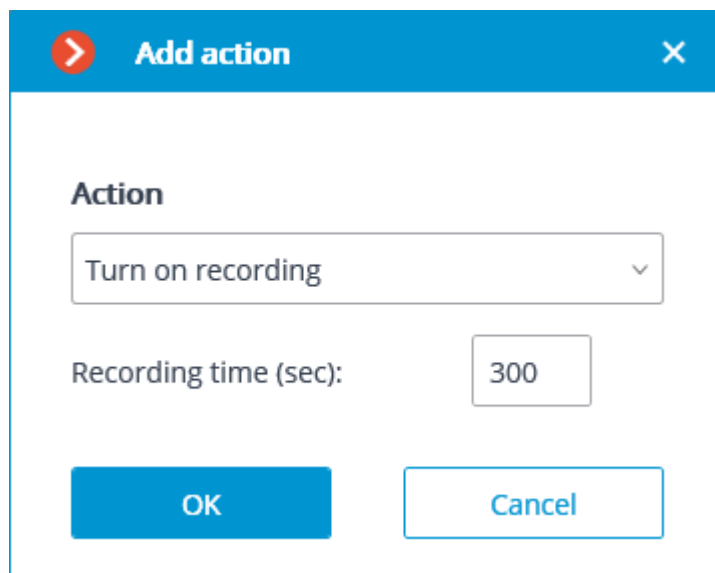 Add action
Action
Turn on recording
Recording time (sec): 300
OK Cancel